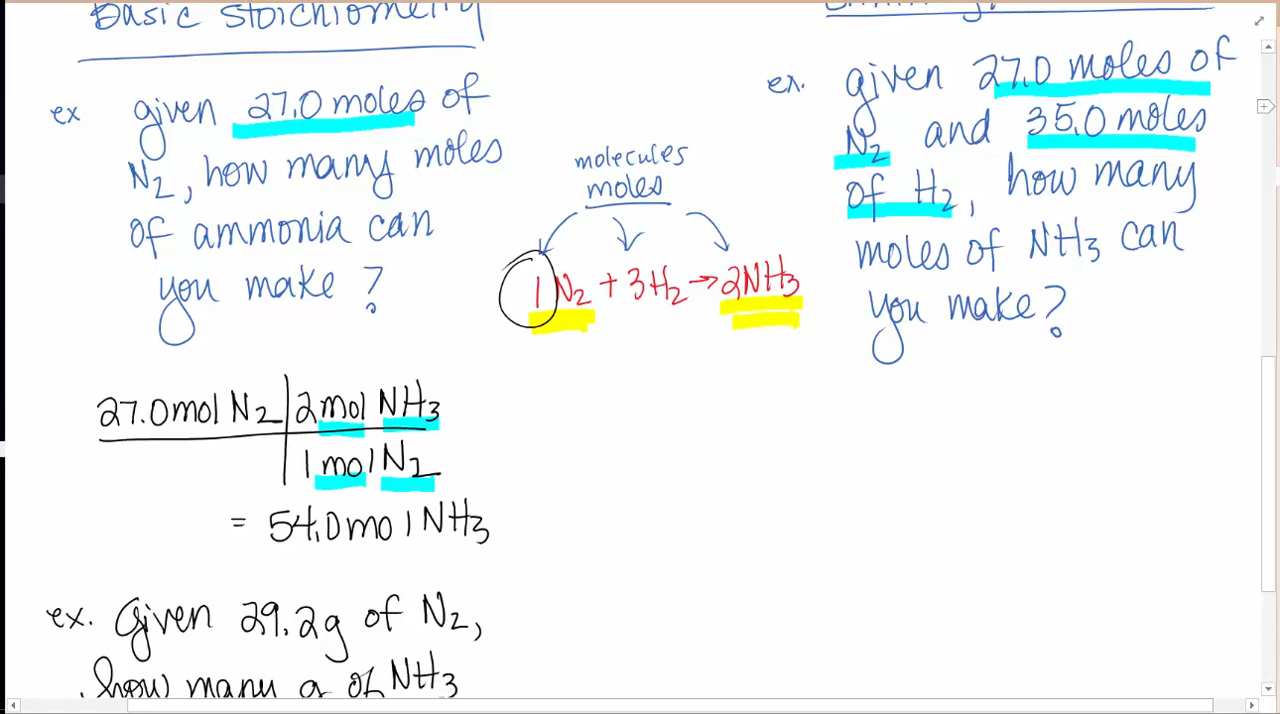 Basic Stoichiometry
ex given 27.0 moles of
N2, how many moles
of ammonia can
you make?
27.0 mol N2 | 2 mol NH3
1 mol N2
= 54.0 mol NH3
ex. Given 29.2g of N2,
how many g of NH3
molecules
moles
1 N2 + 3H2 → 2NH3
ex. given 27.0 moles of
N2 and 35.0 moles
of H2, how many
moles of NH3 can
you make?